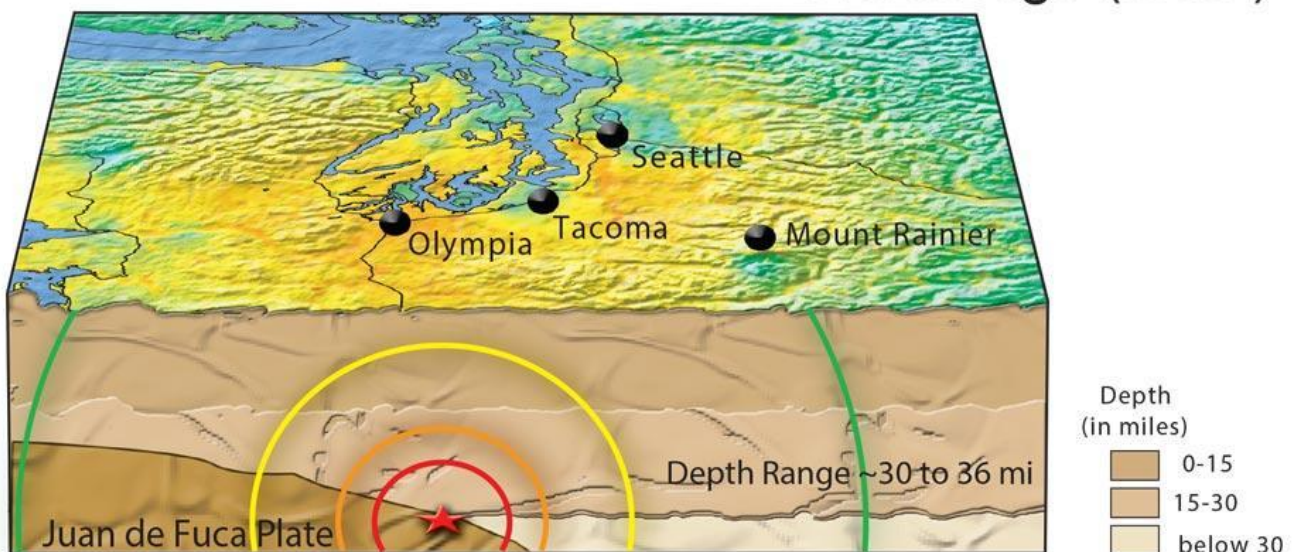 Seattle
Tacoma
Olympia
Mount Rainier
Depth
(in miles)
0-15
15-30
below 30
Depth Range ~30 to 36 mi
Juan de Fuca Plate